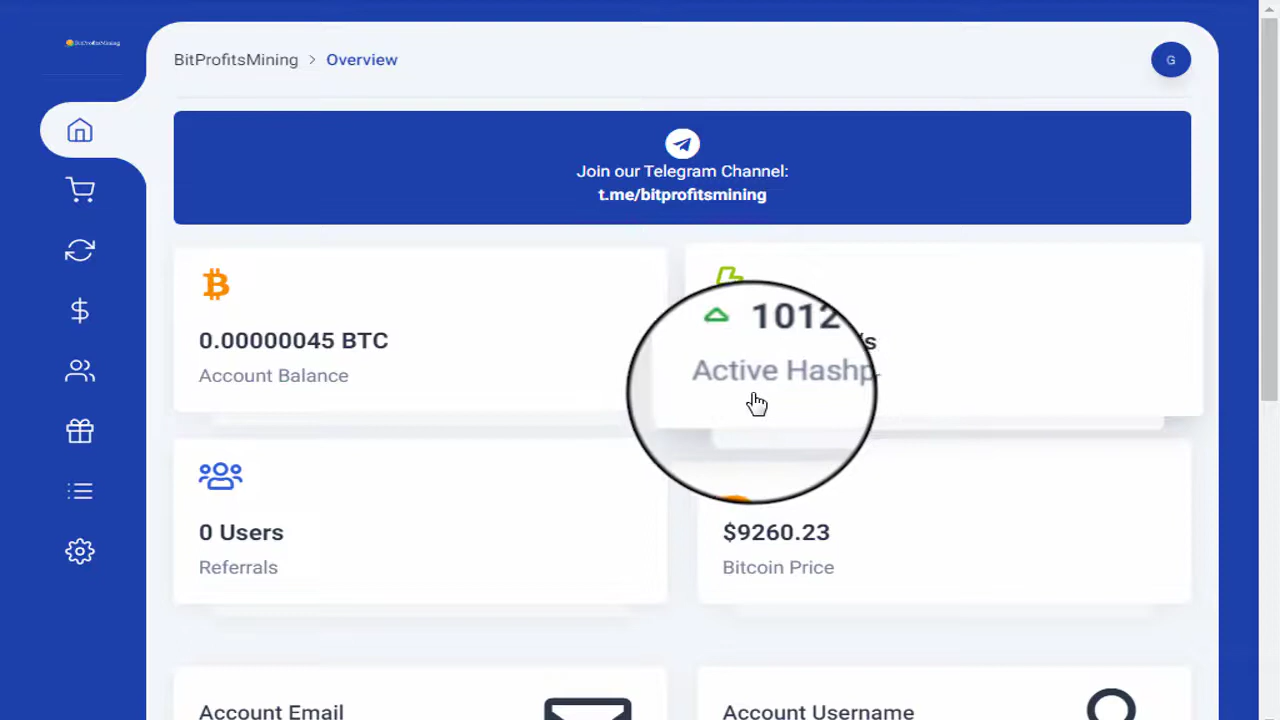 BitProfitsMining
BitProfitsMining > Overview
G
Join our Telegram Channel:
t.me/bitprofitsmining
0.00000045 BTC
Account Balance
1012
Active
0 Users
Referrals
$9260.23
Bitcoin Price
Account Email
Account Username